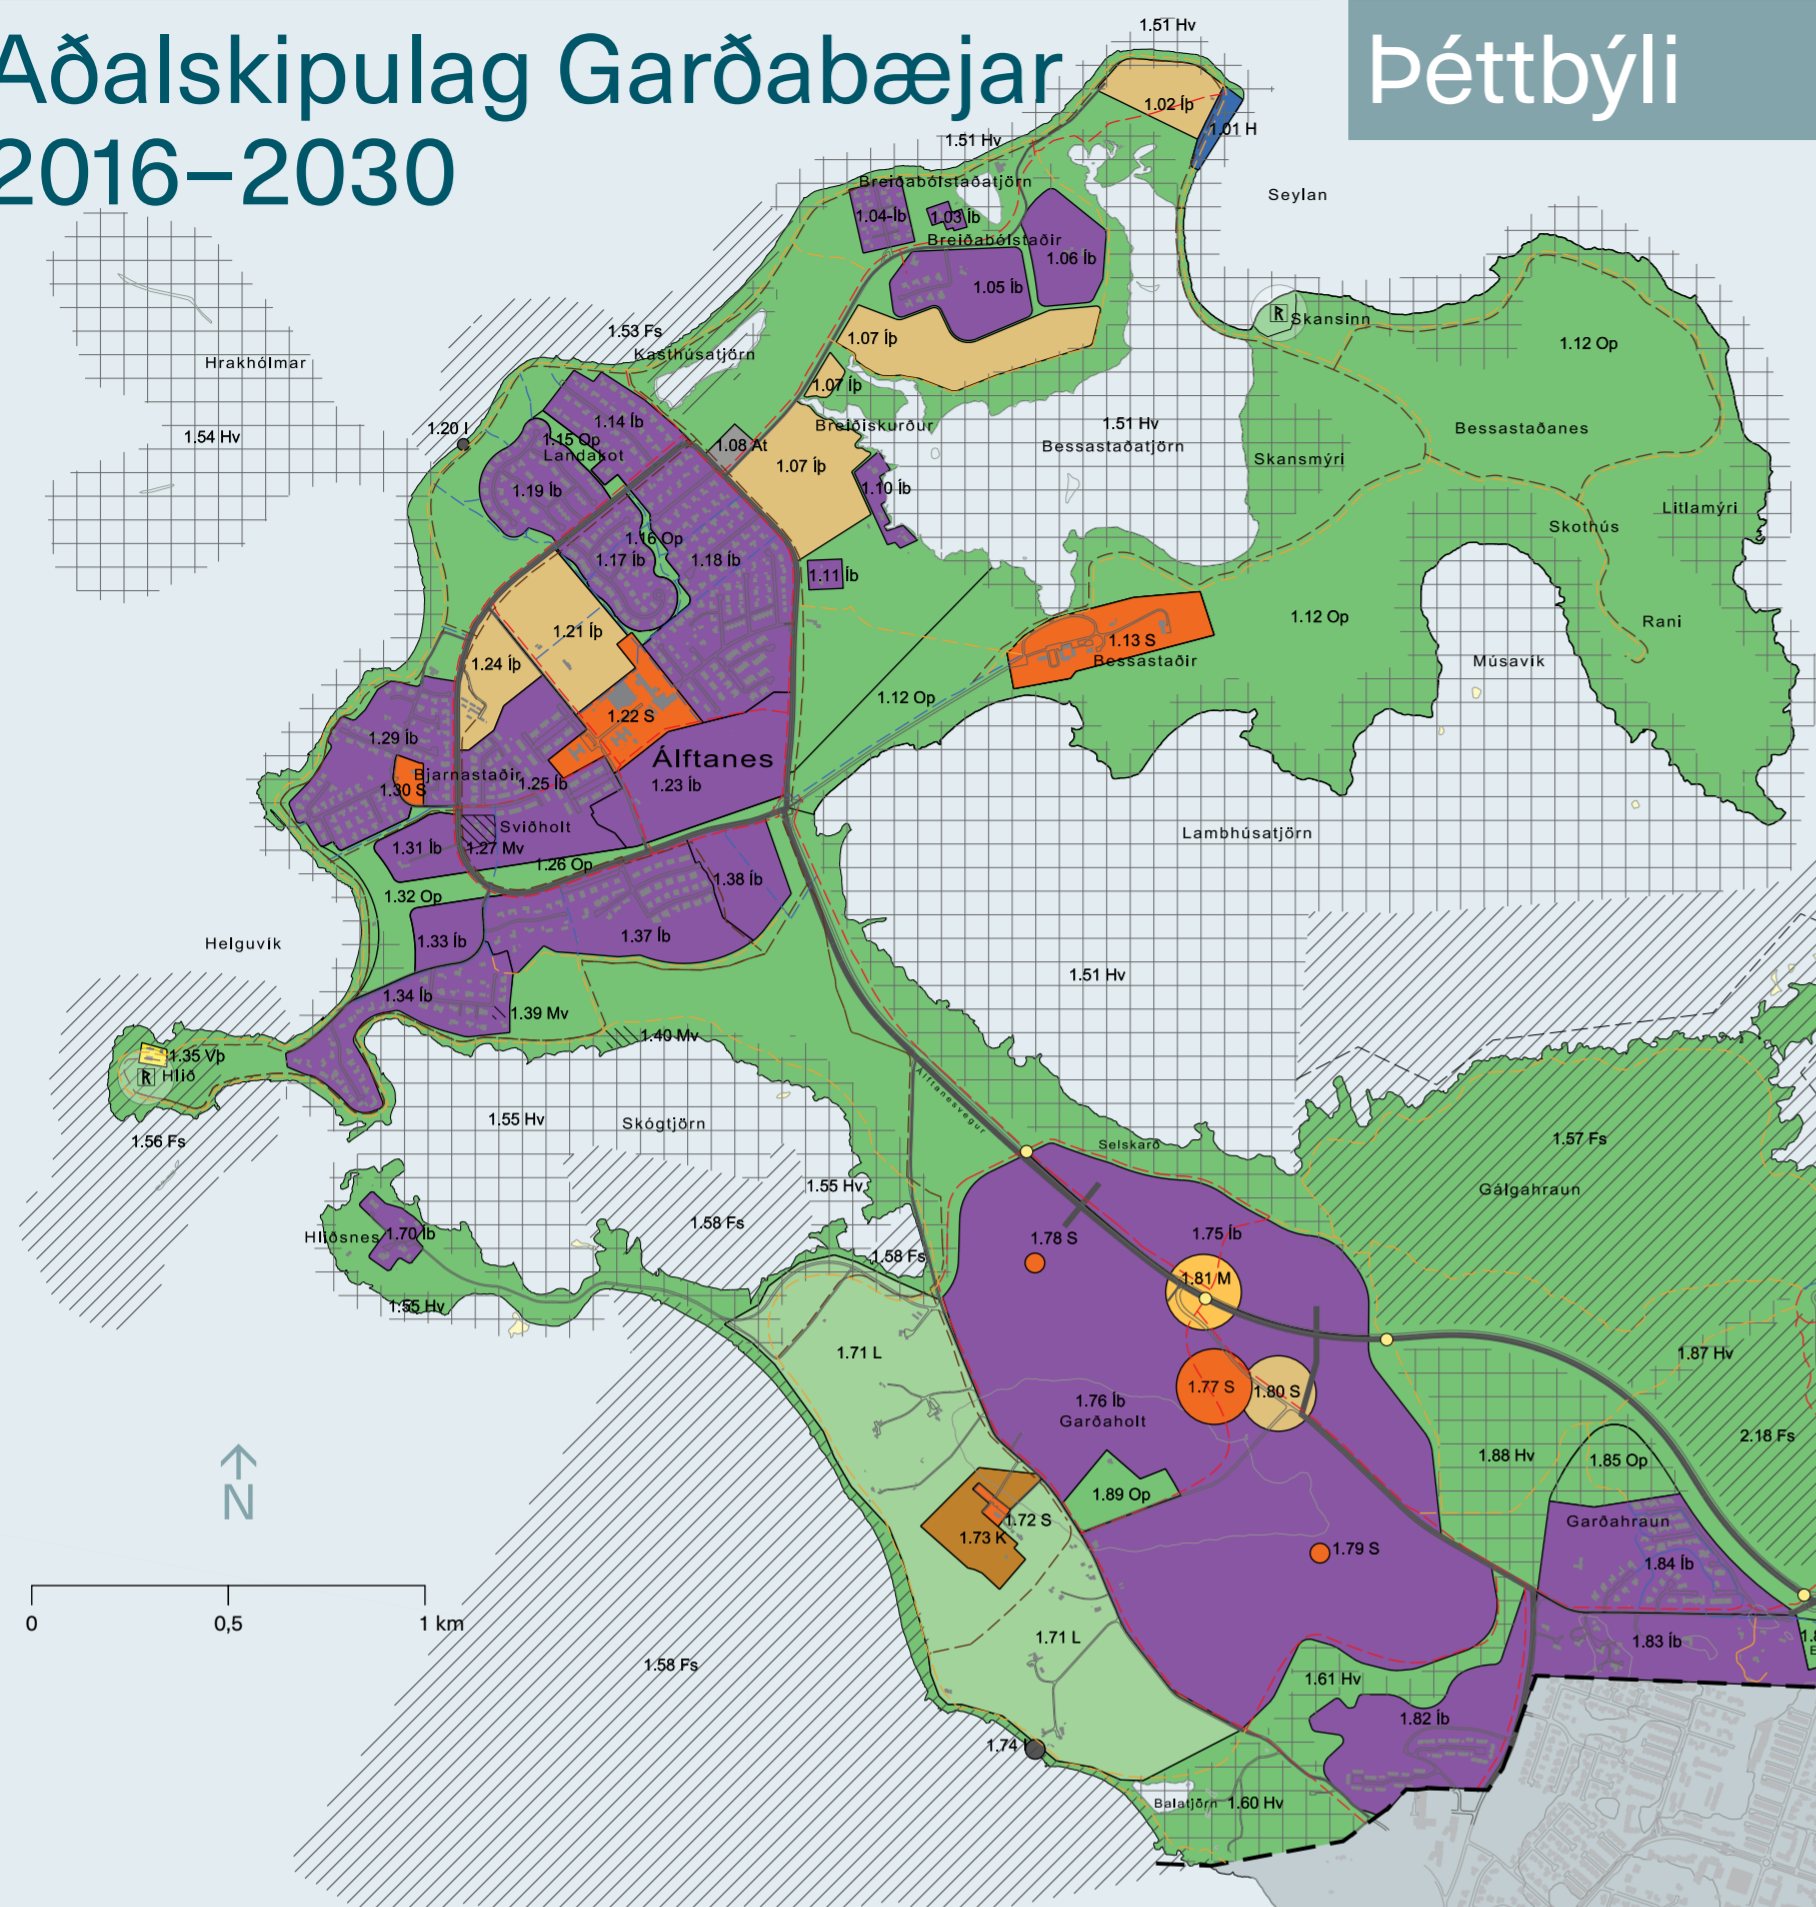 Aðalskipulag Garðabæjar
2016–2030
Þéttbýli
1.51 Hv
1.02 Íþ
1.01 H
1.51 Hv
Seylan
Breiðabólstaðatjörn
1.04 Íb
1.03 Íb
Breiðabólstaðir
1.06 Íb
1.05 Íb
R
Skansinn
1.53 Fs
1.07 Íþ
1.12 Op
Kasthúsatjörn
Hrakhólmar
1.07 Íþ
1.14 Íb
1.20 I
1.54 Hv
1.15 Op
Landakot
1.08 At
Breiðiskurður
1.51 Hv
Bessastaðatjörn
Bessastaðanes
Skansmýri
1.07 Íþ
1.19 Íb
1.10 Íb
Litlamýri
Skothús
1.16 Op
1.17 Íb
1.18 Íb
1.11 Íb
1.12 Op
1.21 Íþ
Rani
1.13 S
1.24 Íþ
Bessastaðir
Músavík
1.12 Op
1.22 S
1.29 Íb
Álftanes
Bjarnastaðir
1.25 Íb
1.23 Íb
1.30 S
Sviðholt
Lambhúsatjörn
1.31 Íb
1.27 Mv
1.26 Op
1.38 Íb
1.32 Op
Helguvík
1.33 Íb
1.37 Íb
1.51 Hv
1.34 Íb
1.39 Mv
1.40 Mv
1.35 Vþ
R
Hlið
Álftanesvegur
1.55 Hv
Skógtjörn
1.56 Fs
Selskarð
1.57 Fs
1.55 Hv
Gálgahraun
1.58 Fs
Hliðsnes
1.70 Íb
1.78 S
1.75 Íb
1.58 Fs
1.81 M
1.55 Hv
1.71 L
1.87 Hv
1.77 S
1.80 S
1.76 Íb
Garðaholt
2.18 Fs
1.88 Hv
1.85 Op
N
1.89 Op
1.72 S
Garðahraun
1.73 K
1.79 S
1.84 Íb
0
0,5
1 km
1.71 L
1.83 Íb
1.58 Fs
1.61 Hv
1.82 Íb
1.74 I
Balatjörn
1.60 Hv